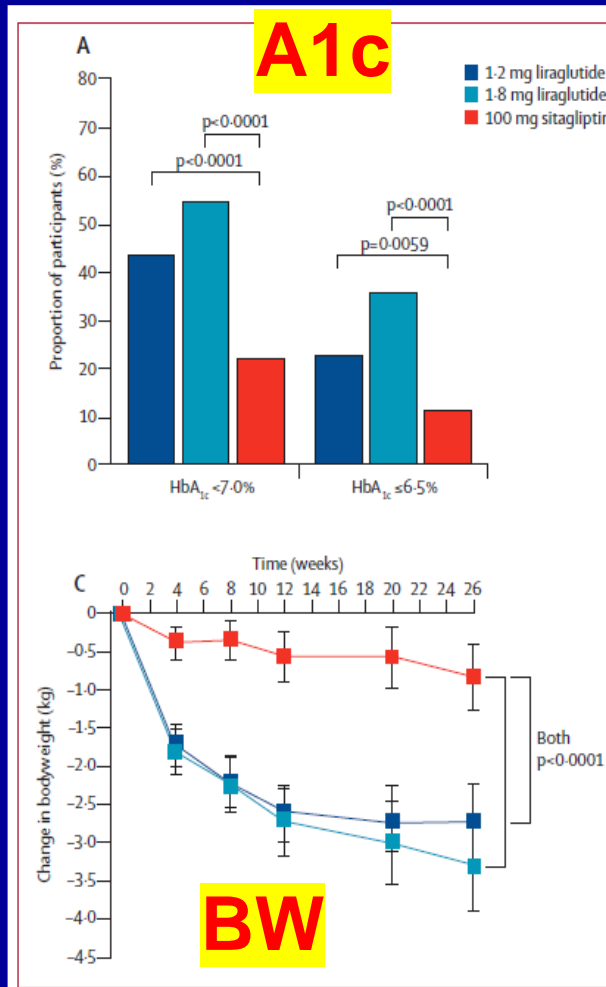 A1c
A
80
70
60
50
40
30
20
10
0
Proportion of participants (%)
1·2 mg liraglutide
1·8 mg liraglutide
100 mg sitagliptin
p<0·0001
p<0·0001
p<0·0001
p=0·0059
HbA1c <7·0%
HbA1c ≤6·5%
Time (weeks)
C
0 2 4 6 8 10 12 14 16 18 20 22 24 26
0
–0·5
–1·0
–1·5
–2·0
–2·5
–3·0
–3·5
–4·0
–4·5
Change in bodyweight (kg)
Both
p<0·0001
BW